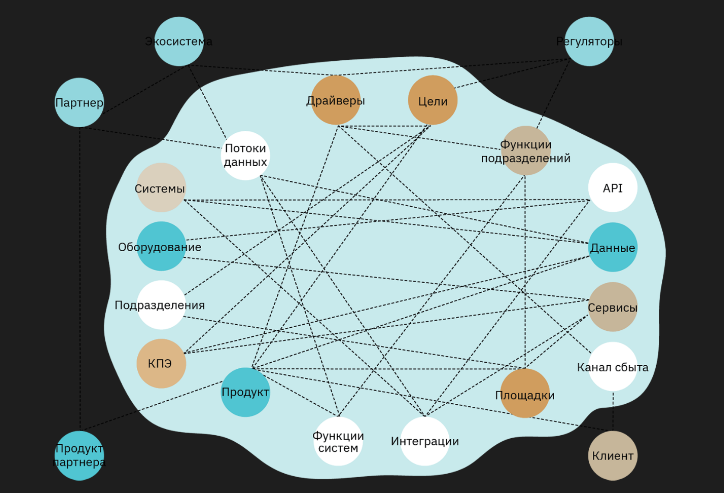 Экосистема
Регуляторы
Партнер
Драйверы
Цели
Потоки
данных
Функции
подразделений
Системы
API
Оборудование
Данные
Подразделения
Сервисы
КПЭ
Канал сбыта
Продукт
Площадки
Функции
систем
Интеграции
Продукт
партнера
Клиент